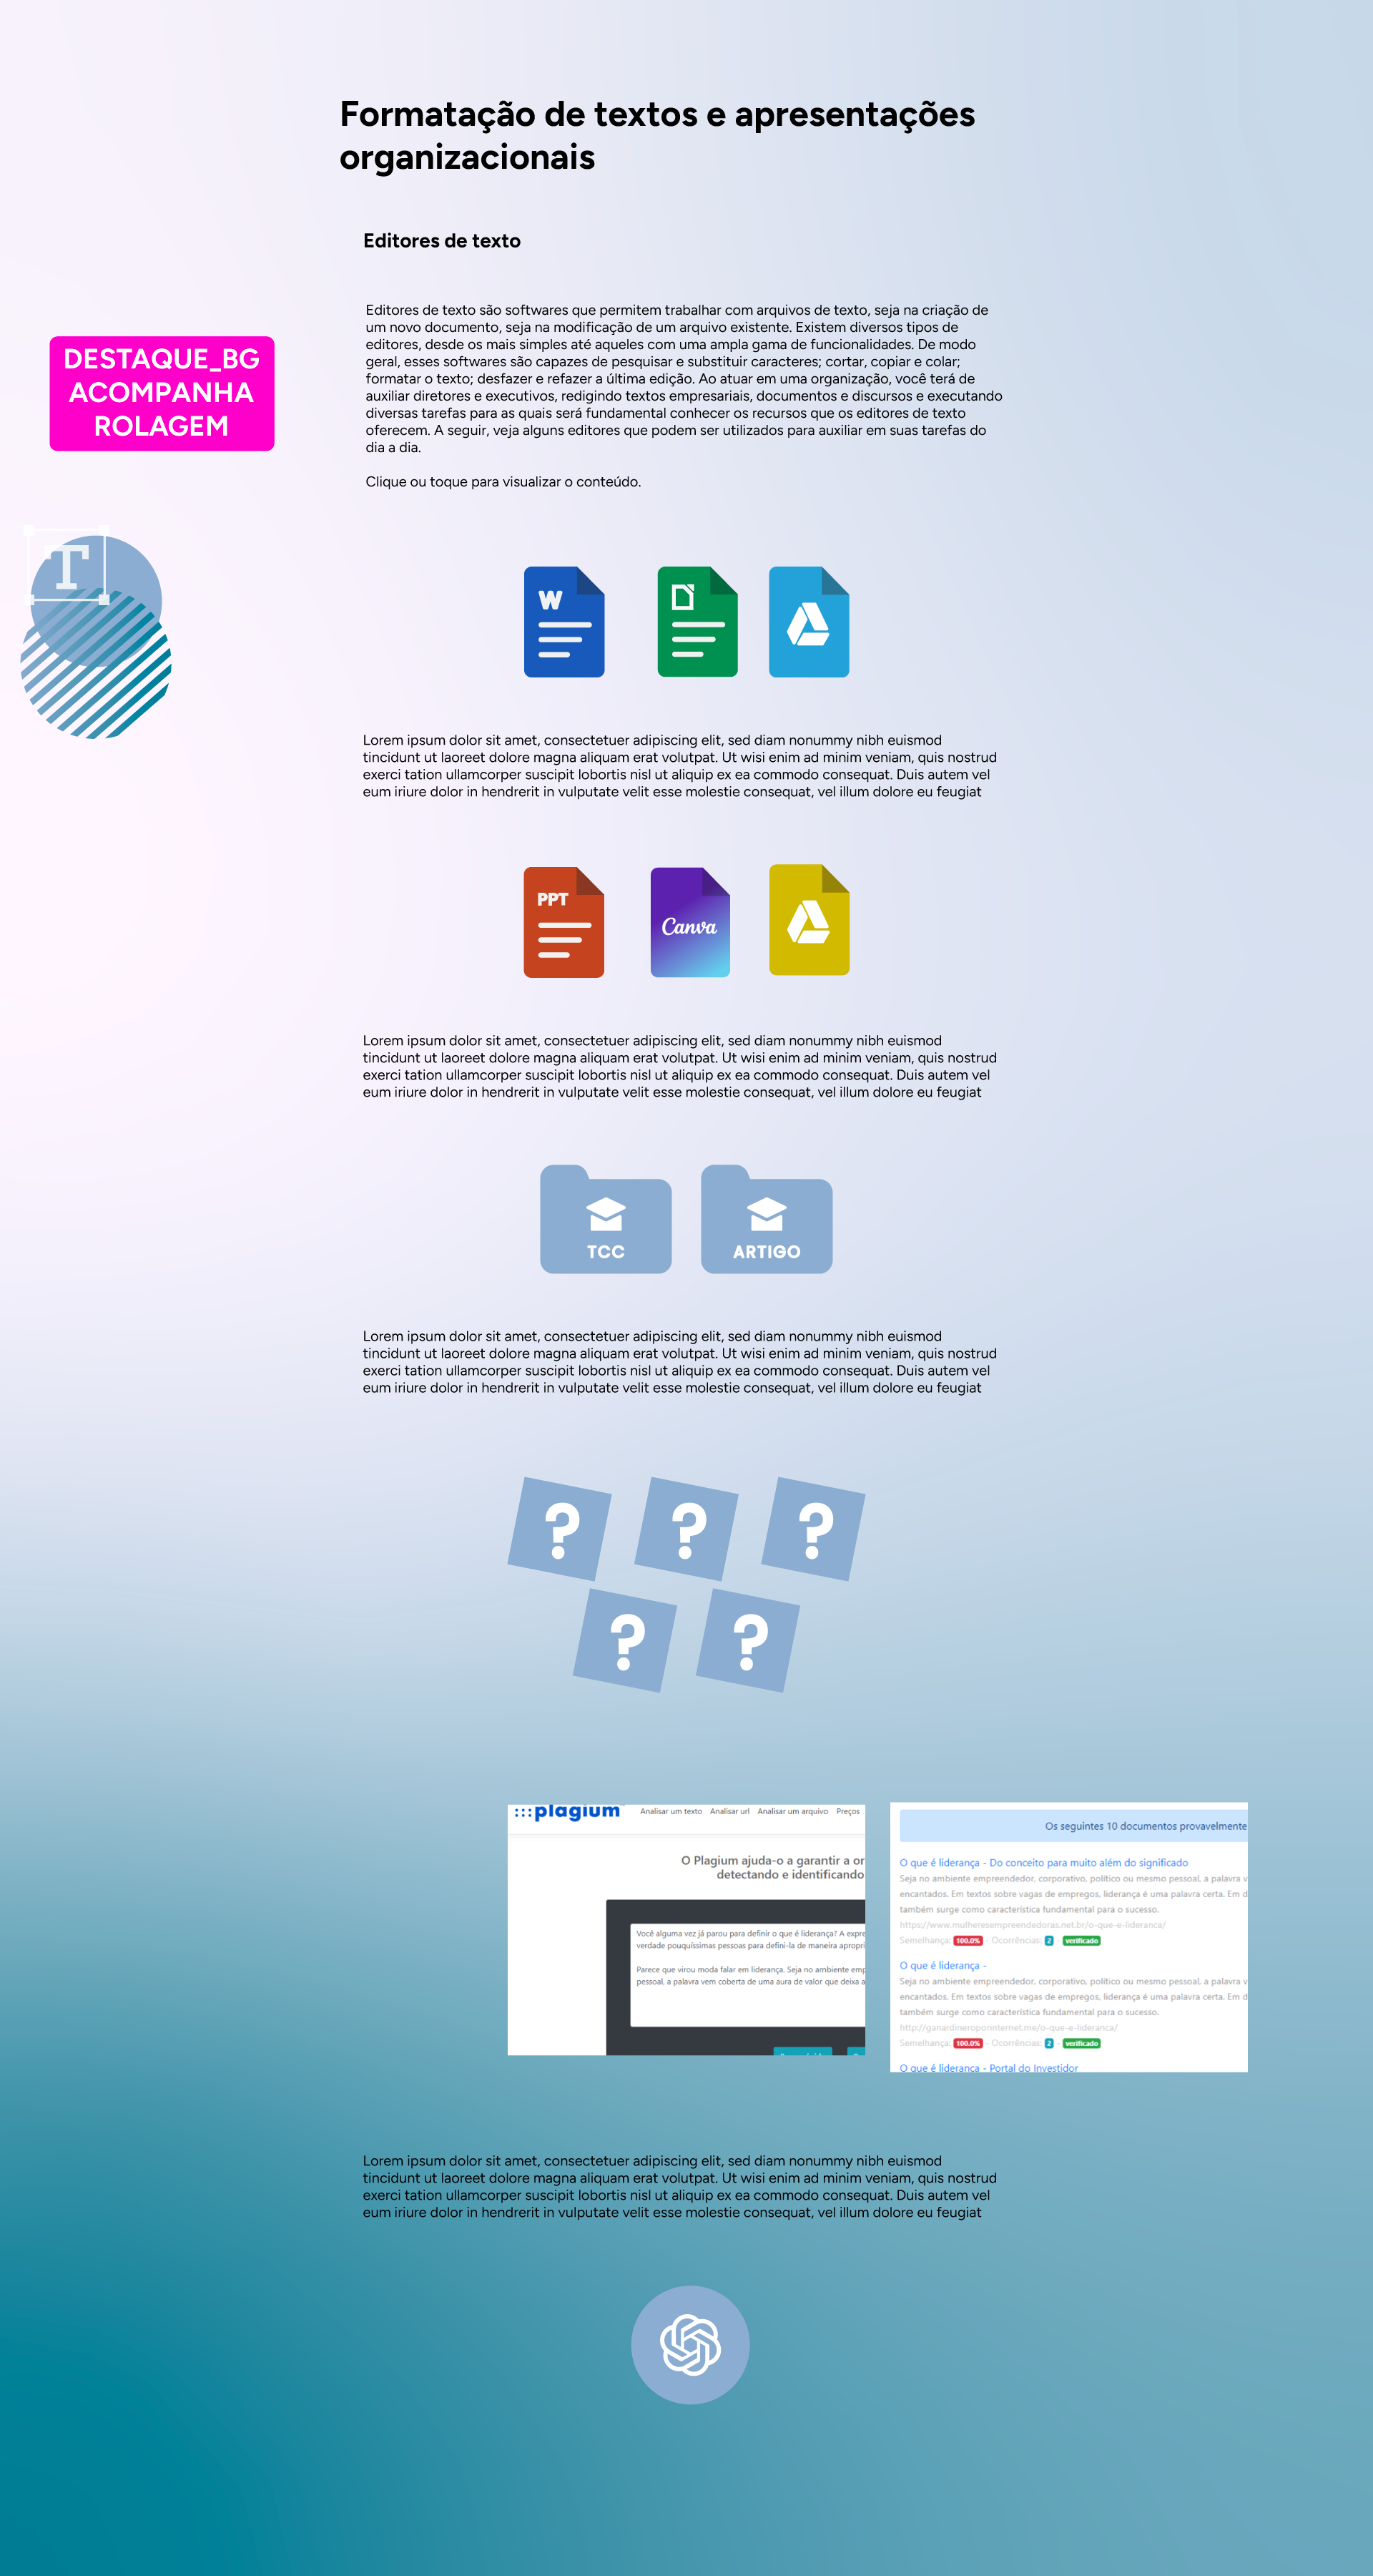 Formatação de textos e apresentações
organizacionais
Editores de texto
Editores de texto são softwares que permitem trabalhar com arquivos de texto, seja na criação de
um novo documento, seja na modificação de um arquivo existente. Existem diversos tipos de
editores, desde os mais simples até aqueles com uma ampla gama de funcionalidades. De modo
geral, esses softwares são capazes de pesquisar e substituir caracteres; cortar, copiar e colar;
formatar o texto; desfazer e refazer a última edição. Ao atuar em uma organização, você terá de
auxiliar diretores e executivos, redigindo textos empresariais, documentos e discursos e executando
diversas tarefas para as quais será fundamental conhecer os recursos que os editores de texto
oferecem. A seguir, veja alguns editores que podem ser utilizados para auxiliar em suas tarefas do
dia a dia.
Clique ou toque para visualizar o conteúdo.
DESTAQUE_BG
ACOMPANHA
ROLAGEM
T
W
Lorem ipsum dolor sit amet, consectetuer adipiscing elit, sed diam nonummy nibh euismod
tincidunt ut laoreet dolore magna aliquam erat volutpat. Ut wisi enim ad minim veniam, quis nostrud
exerci tation ullamcorper suscipit lobortis nisl ut aliquip ex ea commodo consequat. Duis autem vel
eum iriure dolor in hendrerit in vulputate velit esse molestie consequat, vel illum dolore eu feugiat
PPT
Canva
Lorem ipsum dolor sit amet, consectetuer adipiscing elit, sed diam nonummy nibh euismod
tincidunt ut laoreet dolore magna aliquam erat volutpat. Ut wisi enim ad minim veniam, quis nostrud
exerci tation ullamcorper suscipit lobortis nisl ut aliquip ex ea commodo consequat. Duis autem vel
eum iriure dolor in hendrerit in vulputate velit esse molestie consequat, vel illum dolore eu feugiat
TCC
ARTIGO
Lorem ipsum dolor sit amet, consectetuer adipiscing elit, sed diam nonummy nibh euismod
tincidunt ut laoreet dolore magna aliquam erat volutpat. Ut wisi enim ad minim veniam, quis nostrud
exerci tation ullamcorper suscipit lobortis nisl ut aliquip ex ea commodo consequat. Duis autem vel
eum iriure dolor in hendrerit in vulputate velit esse molestie consequat, vel illum dolore eu feugiat
? ? ?
? ?
:::plagium Analisar um texto Analisar url Analisar um arquivo Preços
O Plagium ajuda-o a garantir a or
detectando e identificando
Você alguma vez já parou para definir o que é liderança? A expre
verdade pouquíssimas pessoas para defini-la de maneira apropri
Parece que virou moda falar em liderança. Seja no ambiente emp
pessoal, a palavra vem coberta de uma aura de valor que deixa a
Os seguintes 10 documentos provavelmente
O que é liderança - Do conceito para muito além do significado
Seja no ambiente empreendedor, corporativo, político ou mesmo pessoal, a palavra v
encantados. Em textos sobre vagas de empregos, liderança é uma palavra certa. Em d
também surge como característica fundamental para o sucesso.
https://www.mulheresempreendedoras.net.br/o-que-e-lideranca/
Semelhança: 100.0% - Ocorrências: 2 - verificado
O que é liderança -
Seja no ambiente empreendedor, corporativo, político ou mesmo pessoal, a palavra v
encantados. Em textos sobre vagas de empregos, liderança é uma palavra certa. Em d
também surge como característica fundamental para o sucesso.
http://ganardineroporinternet.me/o-que-e-lideranca/
Semelhança: 100.0% - Ocorrências: 2 - verificado
O que é liderança - Portal do Investidor
Lorem ipsum dolor sit amet, consectetuer adipiscing elit, sed diam nonummy nibh euismod
tincidunt ut laoreet dolore magna aliquam erat volutpat. Ut wisi enim ad minim veniam, quis nostrud
exerci tation ullamcorper suscipit lobortis nisl ut aliquip ex ea commodo consequat. Duis autem vel
eum iriure dolor in hendrerit in vulputate velit esse molestie consequat, vel illum dolore eu feugiat